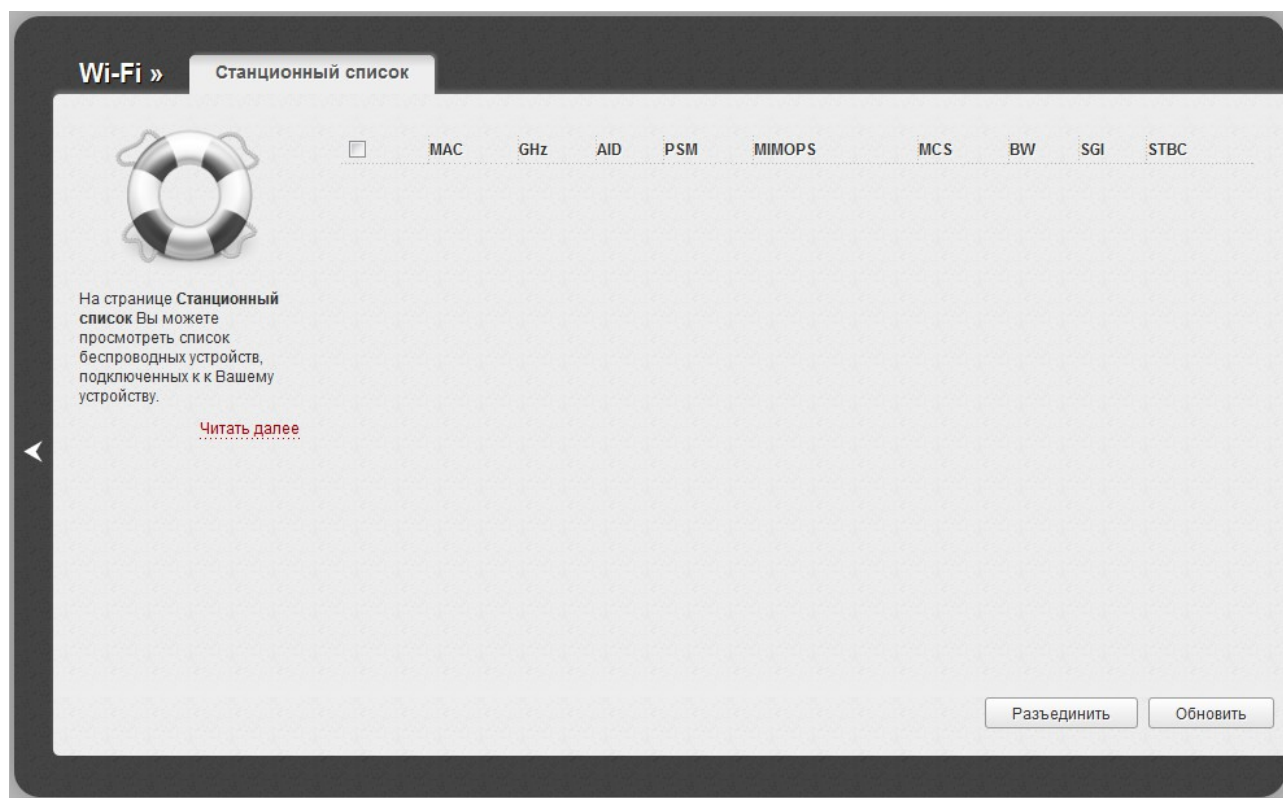 Wi-Fi » Станционный список
MAC GHz AID PSM MIMOPS MCS BW SGI STBC
На странице Станционный
список Вы можете
просмотреть список
беспроводных устройств,
подключенных к к Вашему
устройству.
Читать далее
Разъединить Обновить